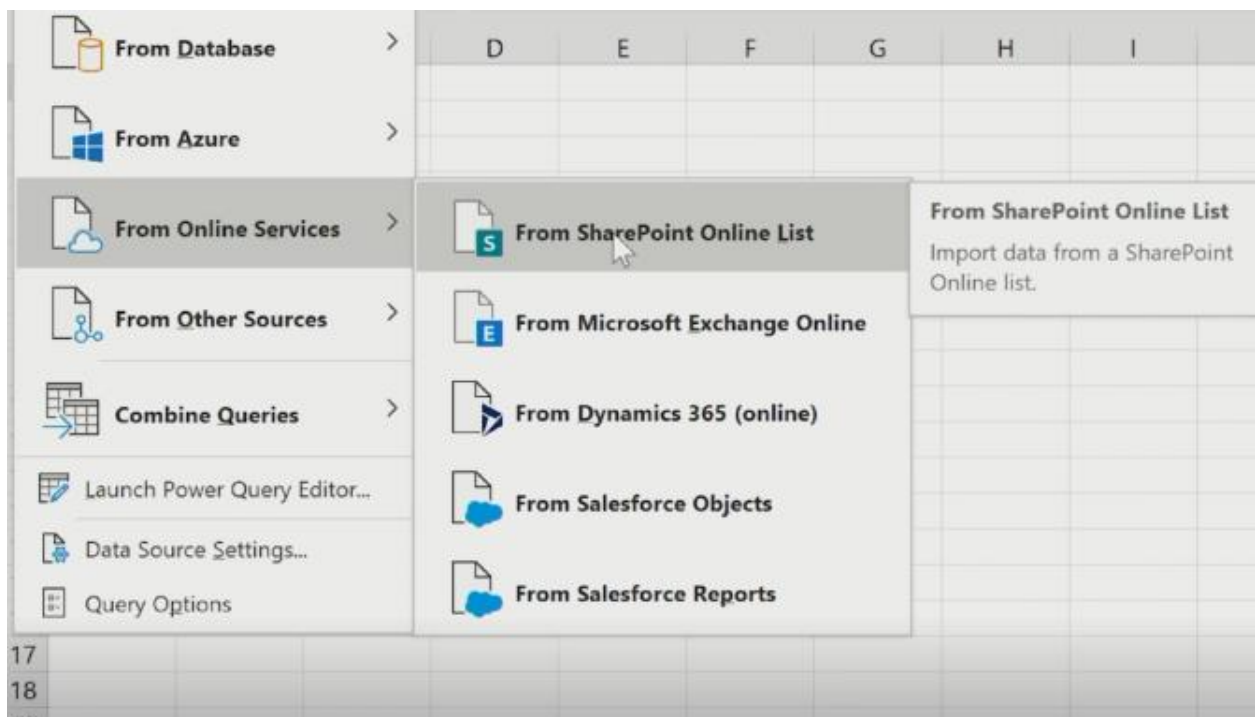 From Database
D E F G H I
From Azure
From Online Services
From SharePoint Online List
From SharePoint Online List
Import data from a SharePoint
Online list.
From Other Sources
From Microsoft Exchange Online
Combine Queries
From Dynamics 365 (online)
Launch Power Query Editor...
From Salesforce Objects
Data Source Settings...
From Salesforce Reports
Query Options
17
18